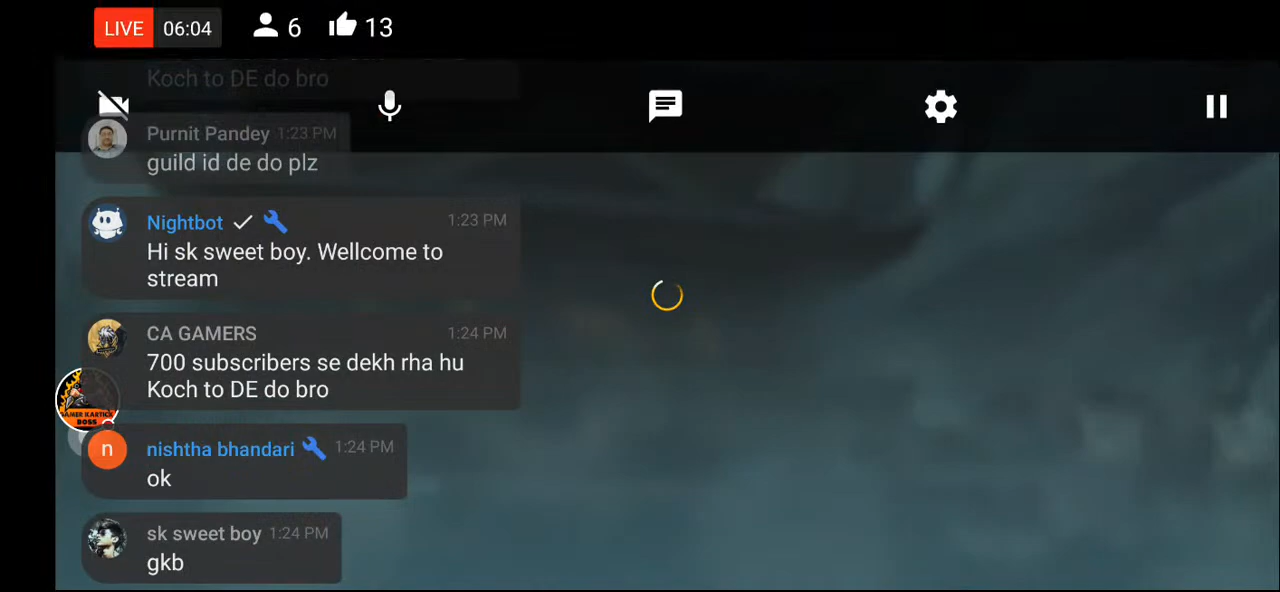 LIVE 06:04 6 13
Koch to DE do bro
Purnit Pandey 1:23 PM
guild id de do plz
Nightbot 1:23 PM
Hi sk sweet boy. Wellcome to
stream
CA GAMERS 1:24 PM
700 subscribers se dekh rha hu
Koch to DE do bro
GAMER KARTICK
BOSS
n nishtha bhandari 1:24 PM
ok
sk sweet boy 1:24 PM
gkb